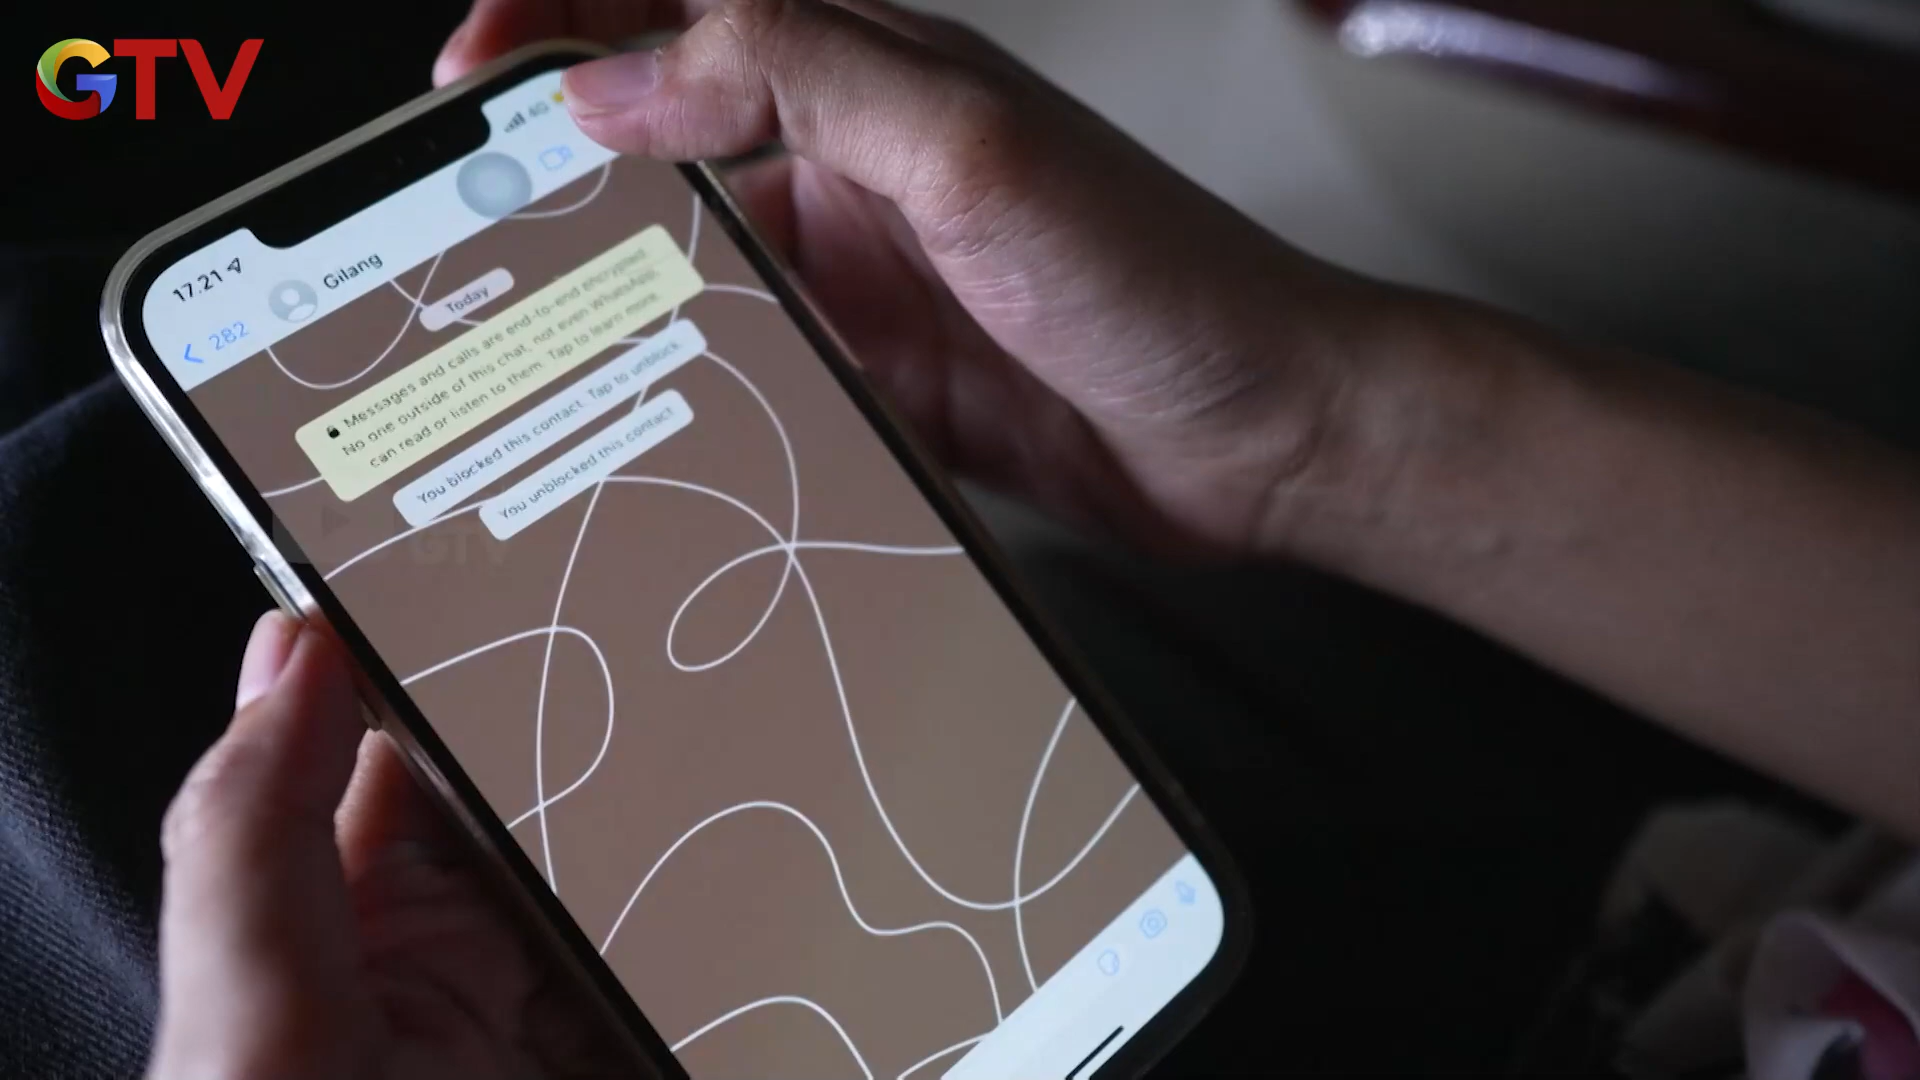 GTV
17.21
4G
282
Gilang
Today
Messages and calls are end-to-end encrypted.
No one outside of this chat, not even WhatsApp,
can read or listen to them. Tap to learn more.
You blocked this contact. Tap to unblock.
You unblocked this contact.
GTV